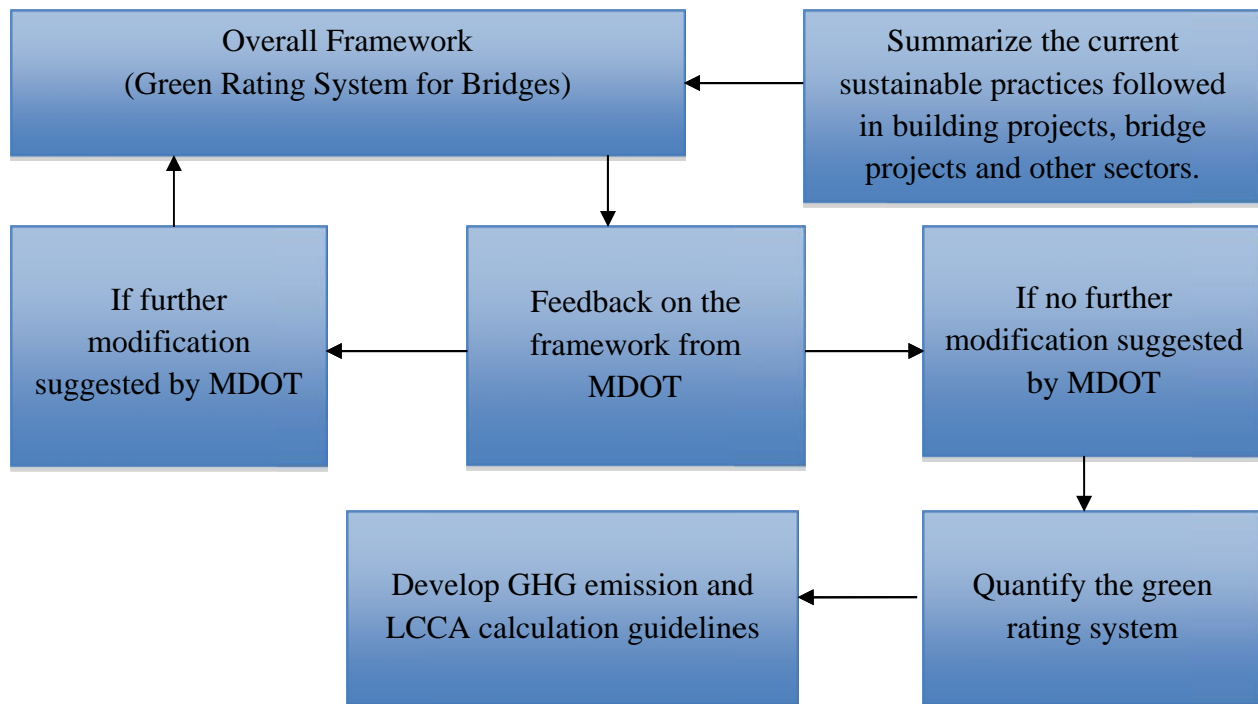 Overall Framework
(Green Rating System for Bridges)
Summarize the current
sustainable practices followed
in building projects, bridge
projects and other sectors.
If further
modification
suggested by MDOT
Feedback on the
framework from
MDOT
If no further
modification suggested
by MDOT
Develop GHG emission and
LCCA calculation guidelines
Quantify the green
rating system